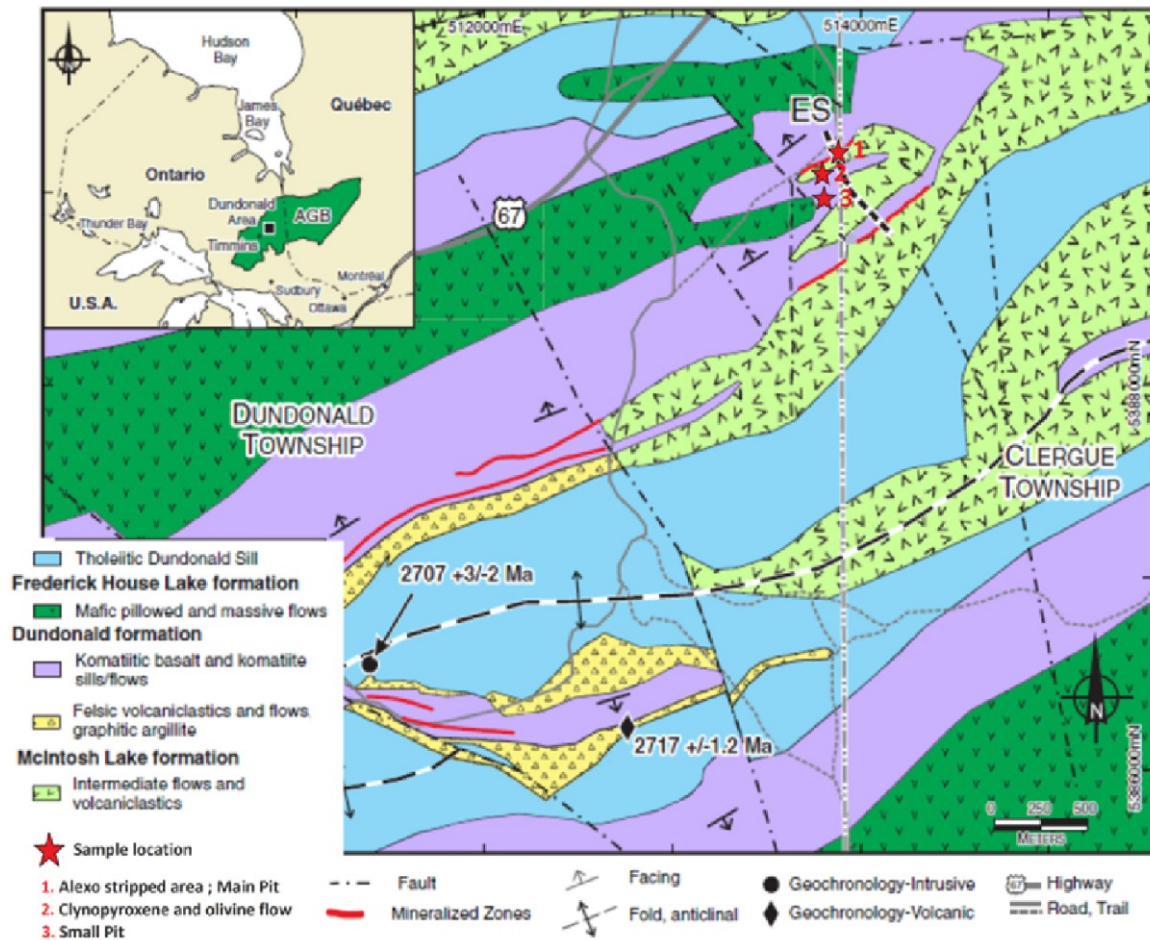 512000mE
514000mE
Hudson
Bay
Québec
James
Bay
Ontario
Dundonald
Area
AGB
Thunder Bay
Timmins
Sudbury
Montréal
Ottawa
U.S.A.
N
67
ES
1
2
3
DUNDONALD
TOWNSHIP
CLERGUE
TOWNSHIP
5388000mN
5386000mN
2707 +3/-2 Ma
2717 +/-1.2 Ma
N
0 250 500
METERS
Tholeiitic Dundonald Sill
Frederick House Lake formation
Mafic pillowed and massive flows
Dundonald formation
Komatiitic basalt and komatiite
sills/flows
Felsic volcaniclastics and flows,
graphitic argillite
McIntosh Lake formation
Intermediate flows and
volcaniclastics
Sample location
1. Alexo stripped area ; Main Pit
2. Clynopyroxene and olivine flow
3. Small Pit
Fault
Mineralized Zones
Facing
Fold, anticlinal
Geochronology-Intrusive
Geochronology-Volcanic
67 Highway
Road, Trail